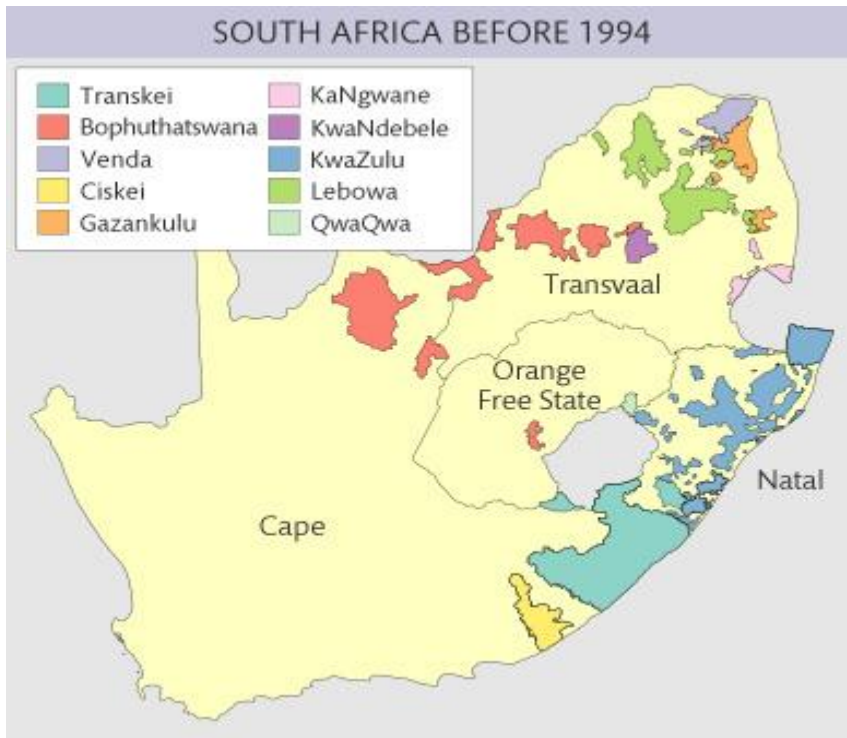 SOUTH AFRICA BEFORE 1994
Transkei
Bophuthatswana
Venda
Ciskei
Gazankulu
KaNgwane
KwaNdebele
KwaZulu
Lebowa
QwaQwa
Transvaal
Orange
Free State
Natal
Cape